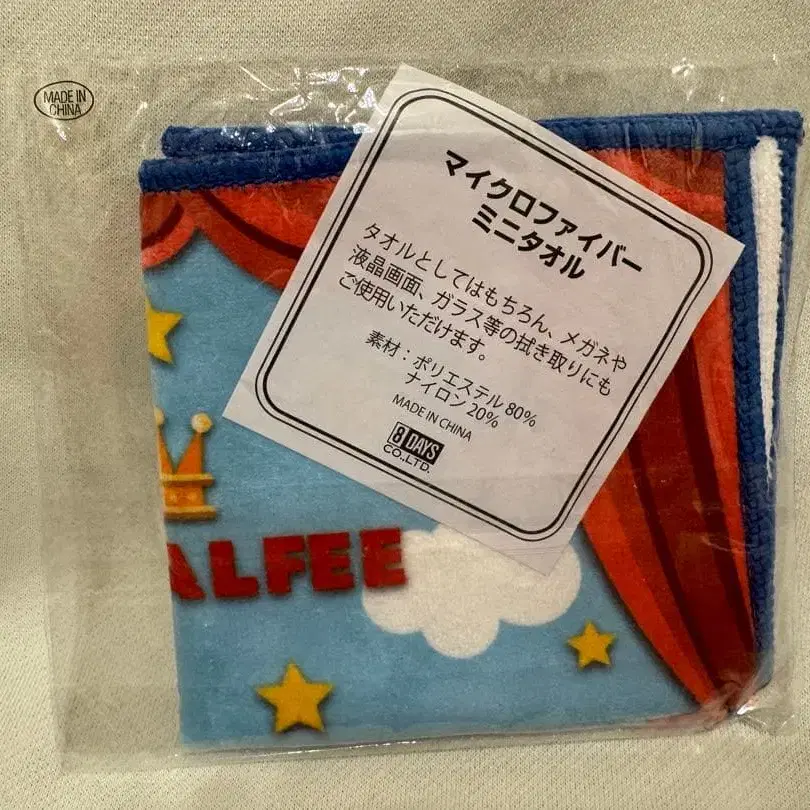 MADE IN
CHINA
マイクロファイバー
ミニタオル
タオルとしてはもちろん、メガネや
液晶画面、ガラス等の拭き取りにも
ご使用いただけます。
素材：ポリエステル 80%
ナイロン 20%
MADE IN CHINA
8 DAYS
CO.,LTD.
ALFEE